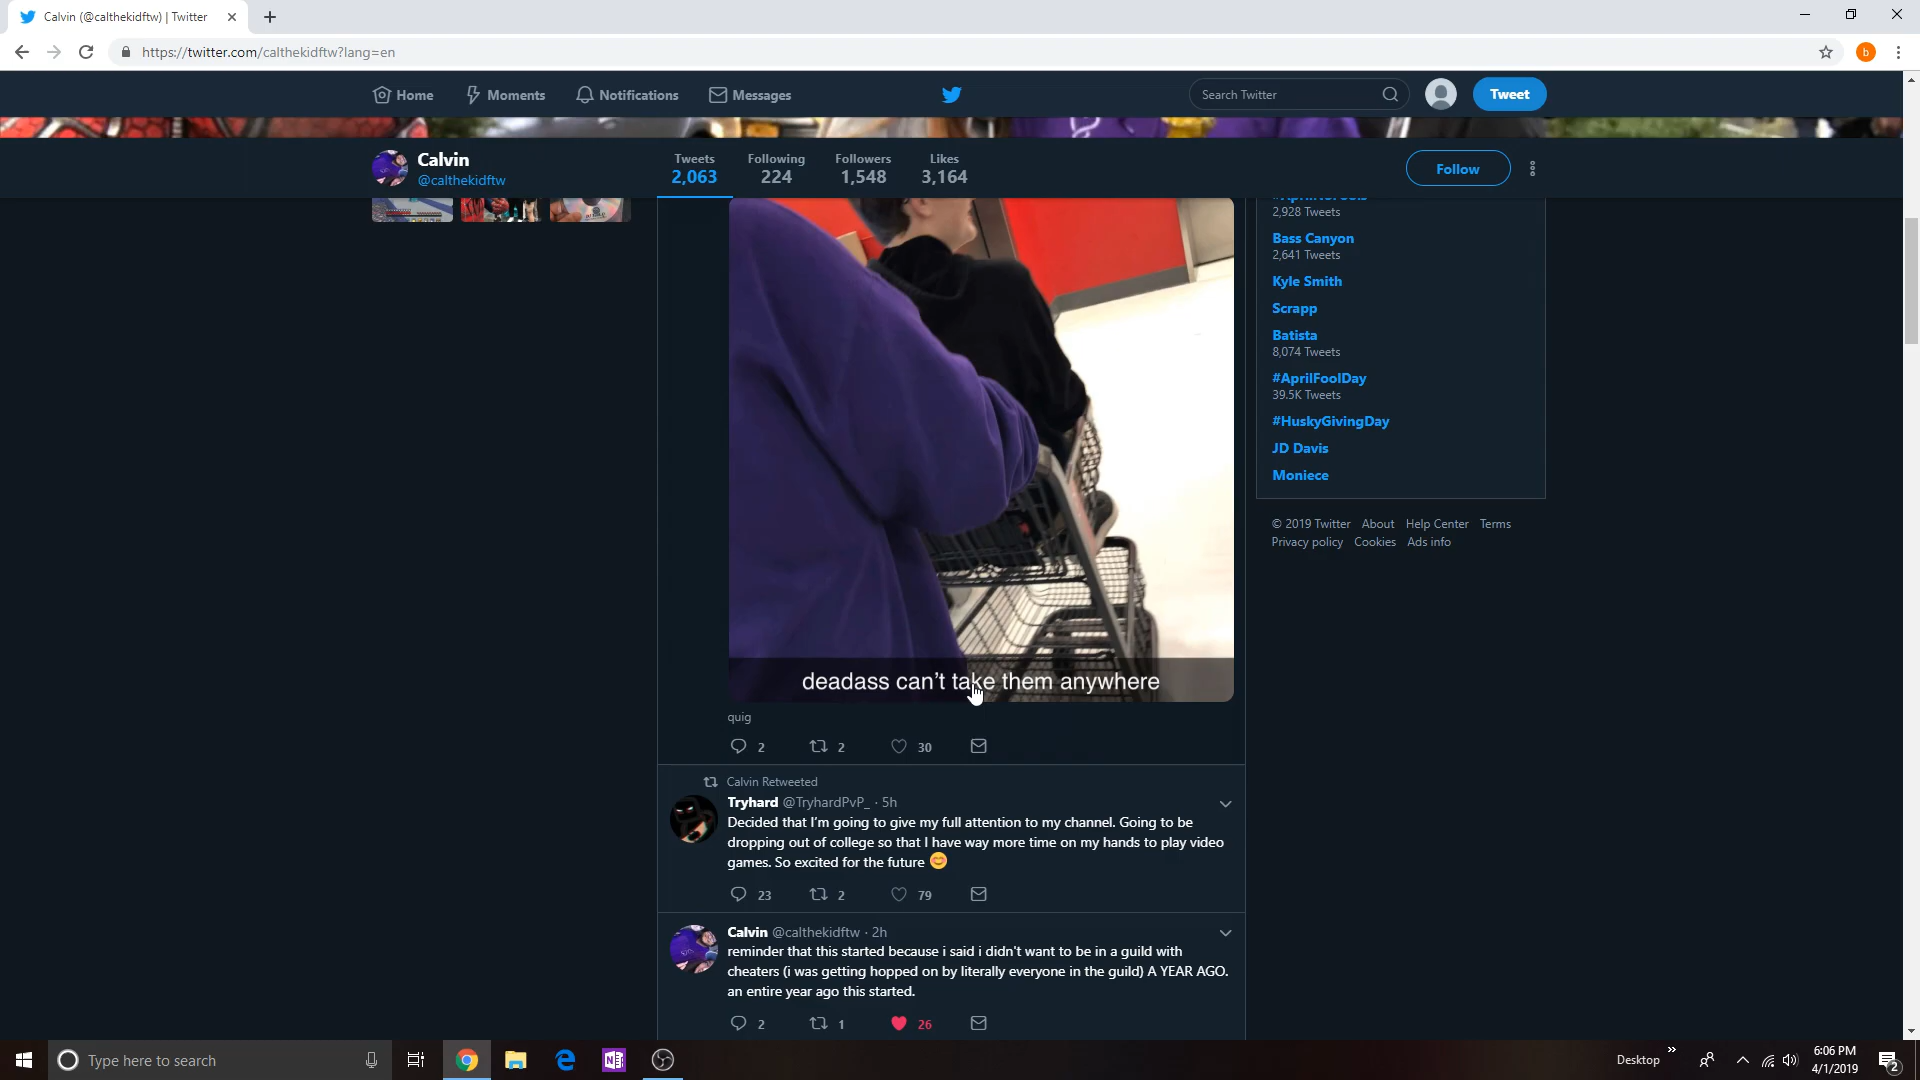 Calvin (@calthekidftw) | Twitter
https://twitter.com/calthekidftw?lang=en
b
Home
Moments
Notifications
Messages
Search Twitter
Tweet
Calvin
@calthekidftw
Tweets
2,063
Following
224
Followers
1,548
Likes
3,164
Follow
2,928 Tweets
Bass Canyon
2,641 Tweets
Kyle Smith
Scrapp
Batista
8,074 Tweets
#AprilFoolDay
39.5K Tweets
#HuskyGivingDay
JD Davis
Moniece
© 2019 Twitter About Help Center Terms
Privacy policy Cookies Ads info
deadass can't take them anywhere
quig
2 2 30
Calvin Retweeted
Tryhard @TryhardPvP_ · 5h
Decided that I'm going to give my full attention to my channel. Going to be
dropping out of college so that I have way more time on my hands to play video
games. So excited for the future 😊
23 2 79
Calvin @calthekidftw · 2h
reminder that this started because i said i didn't want to be in a guild with
cheaters (i was getting hopped on by literally everyone in the guild) A YEAR AGO.
an entire year ago this started.
2 1 26
Type here to search
Desktop
6:06 PM
4/1/2019
2